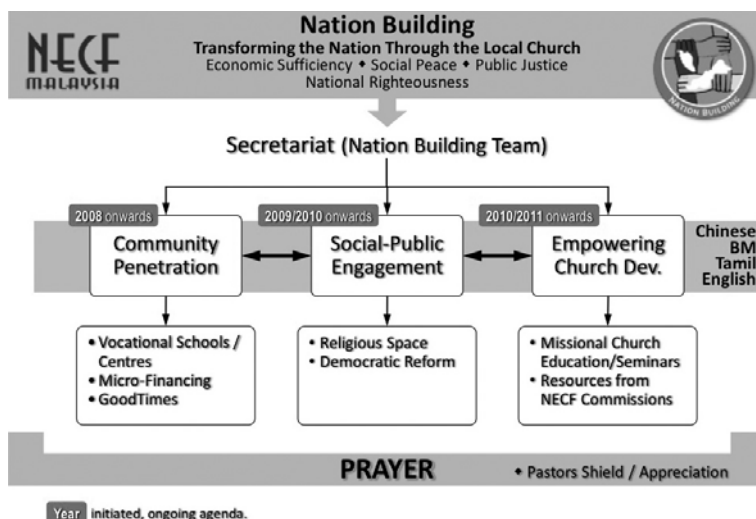 NECF
MALAYSIA
Nation Building
Transforming the Nation Through the Local Church
Economic Sufficiency ♦ Social Peace ♦ Public Justice
National Righteousness
NATION BUILDING
Secretariat (Nation Building Team)
2008 onwards
Community
Penetration
2009/2010 onwards
Social-Public
Engagement
2010/2011 onwards
Empowering
Church Dev.
Chinese
BM
Tamil
English
• Vocational Schools /
Centres
• Micro-Financing
• GoodTimes
• Religious Space
• Democratic Reform
• Missional Church
Education/Seminars
• Resources from
NECF Commissions
PRAYER
♦ Pastors Shield / Appreciation
Year initiated, ongoing agenda.